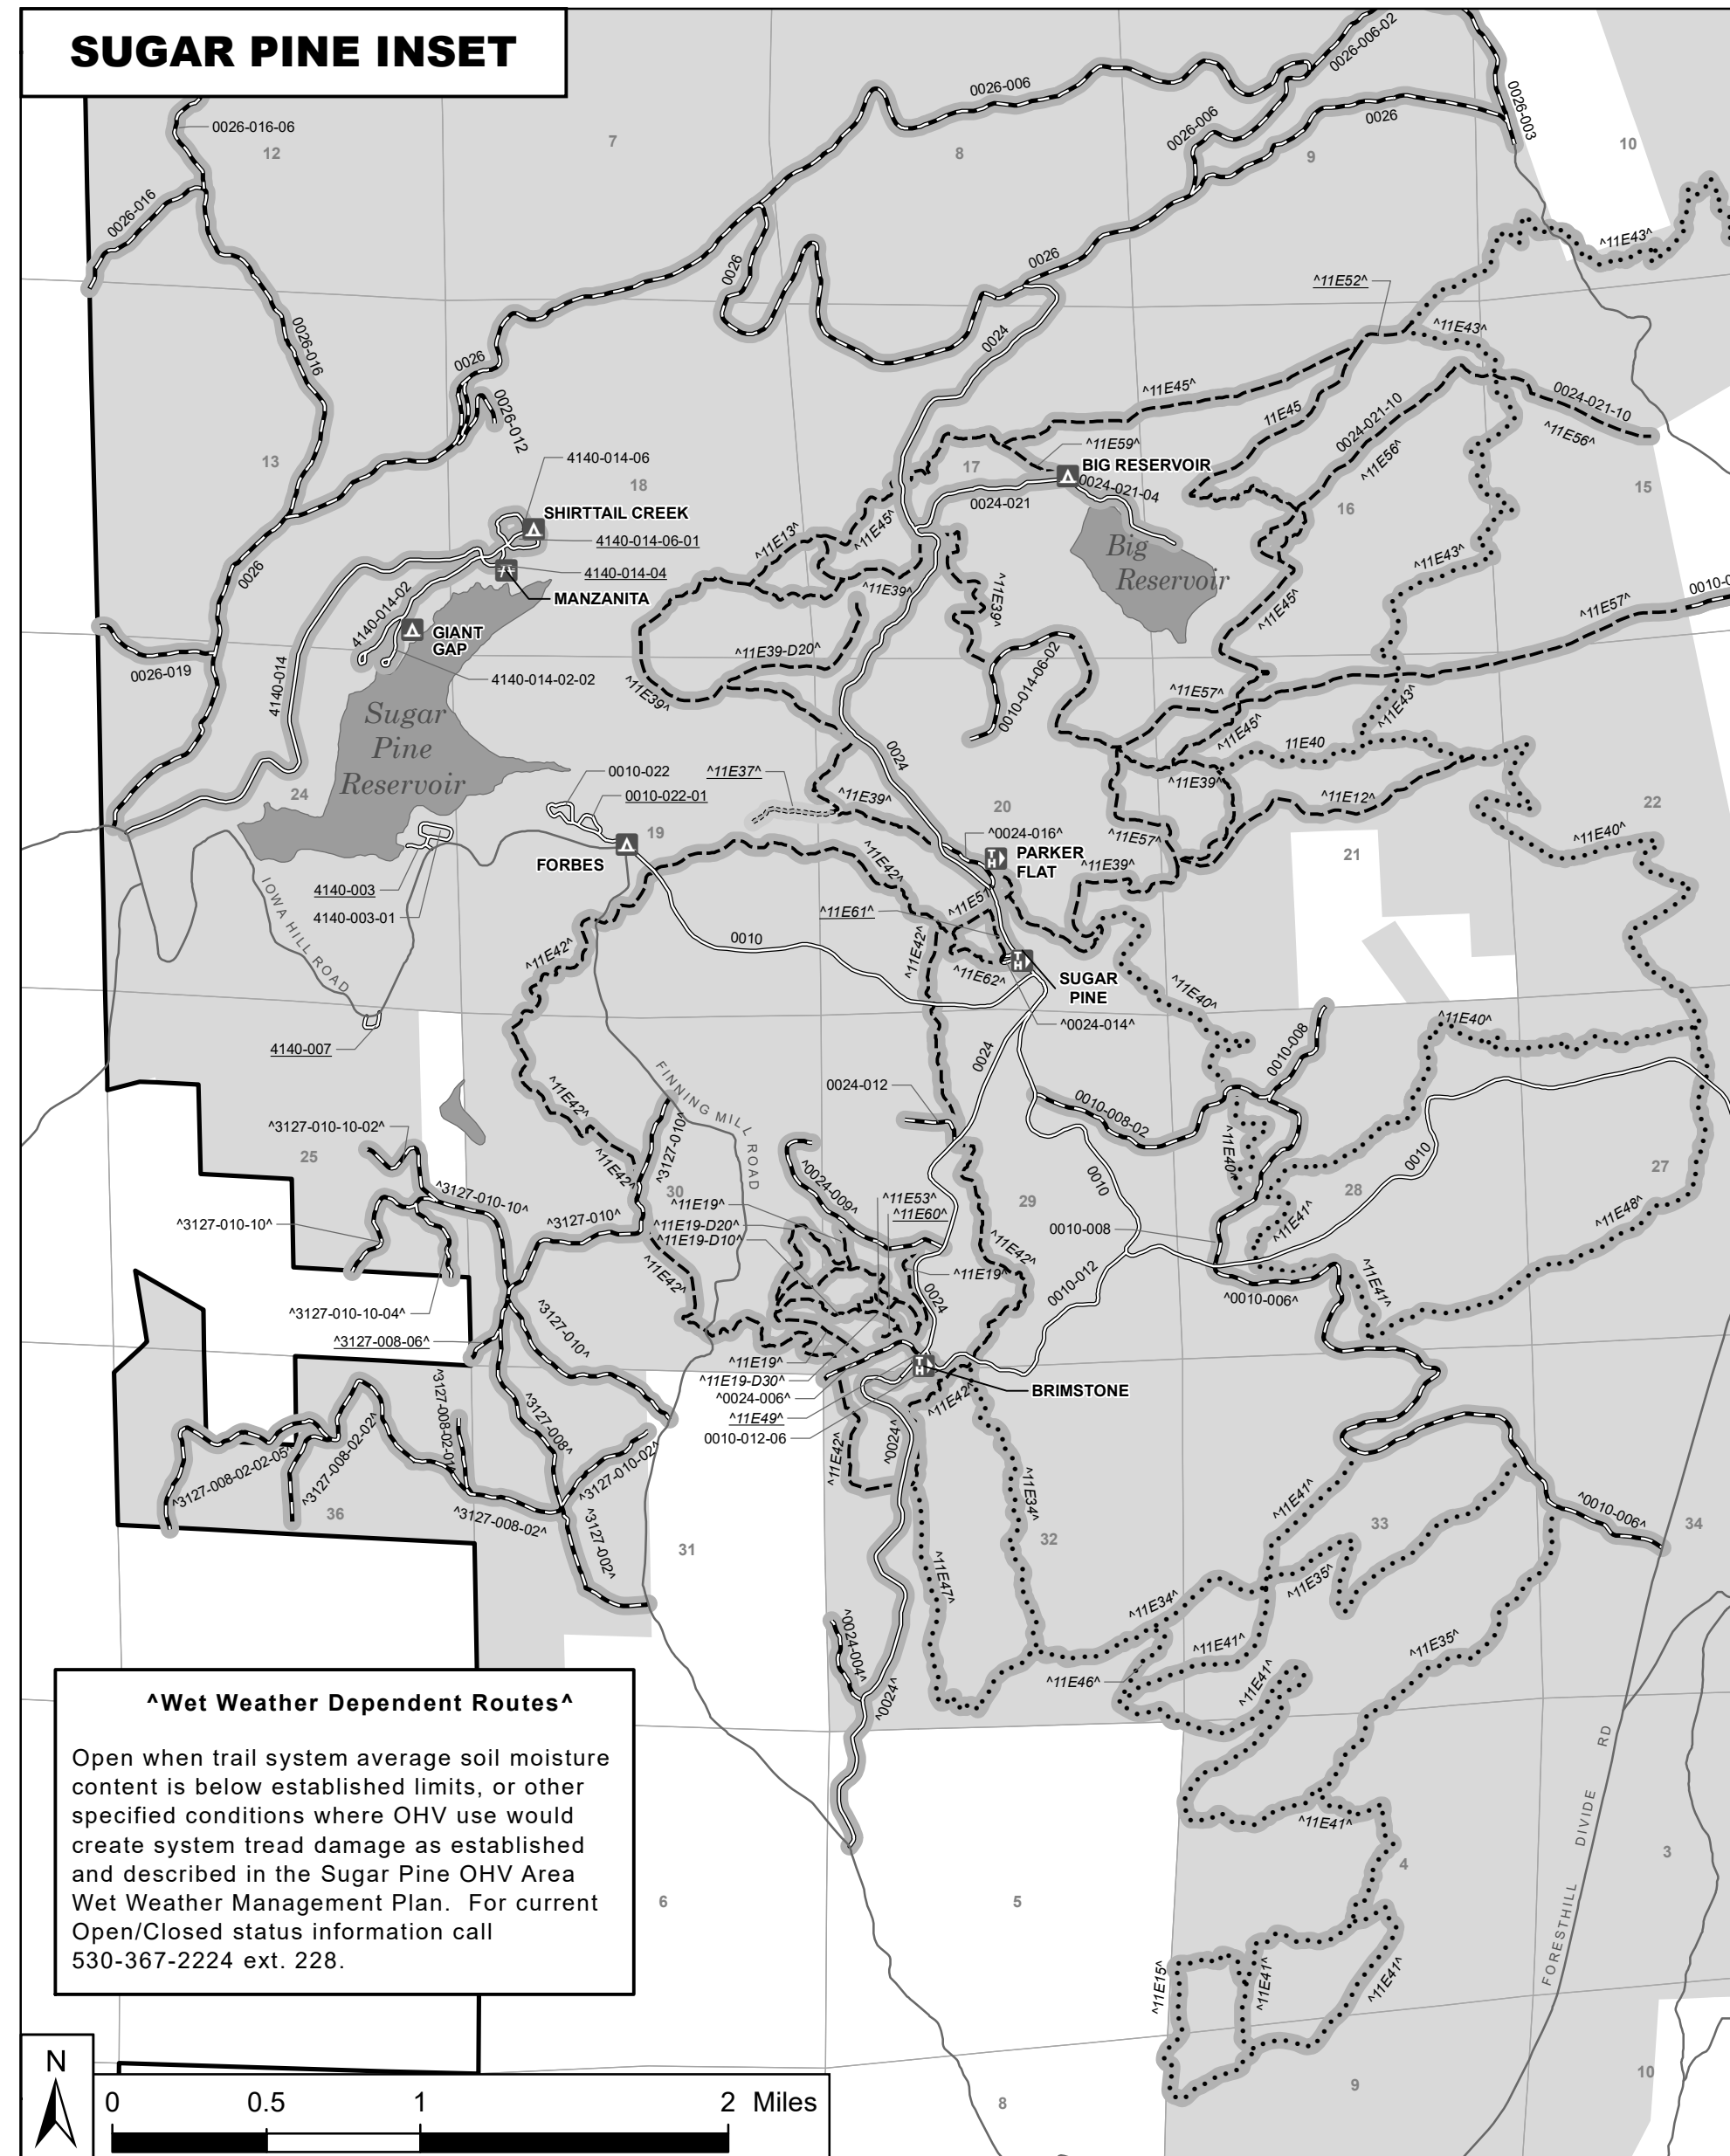 SUGAR PINE INSET
0026-006-02
0026-006
0026-003
0026-016-06
12
7
8
0026-006
0026
9
10
0026-016
0026
0026
^11E43^
^11E52^
0026-016
0024
^11E43^
0026
0026-012
^11E45^
11E45
0024-021-10
0024-021-10
^11E56^
^11E56^
^11E59^
13
4140-014-06
18
17
BIG RESERVOIR
0024-021-04
0024-021
15
16
SHIRTTAIL CREEK
4140-014-06-01
^11E13^
^11E45^
Big
Reservoir
^11E43^
0026
4140-014-04
MANZANITA
4140-014-02
^11E39^
^11E39^
^11E45^
^11E57^
GIANT
GAP
^11E39-D20^
0026-019
4140-014
4140-014-02-02
^11E39^
0010-014-06-02
^11E57^
^11E43^
Sugar
Pine
Reservoir
^11E45^
11E40
0024
0010-022
^11E37^
24
0010-022-01
^11E39^
^11E39^
^11E12^
20
22
19
^0024-016^
PARKER
FLAT
^11E57^
^11E40^
FORBES
^11E42^
^11E39^
21
4140-003
4140-003-01
^11E61^
^11E51^
IOWA HILL ROAD
0010
^11E42^
^11E42^
^11E62^
SUGAR
PINE
^11E40^
^0024-014^
^11E40^
4140-007
0024
0010-008
FINNING MILL ROAD
0024-012
^11E42^
0010-008-02
^3127-010-10-02^
25
^3127-010^
^11E40^
0010
^11E42^
0010
27
^3127-010-10^
30
^0024-009^
29
28
^11E19^
^11E53^
^11E60^
^11E48^
^3127-010-10^
^3127-010^
^11E19-D20^
^11E19-D10^
0010-008
^11E41^
^11E42^
^11E42^
^11E19^
0010-012
^11E41^
^0010-006^
^3127-010-10-04^
0024
^3127-008-06^
^3127-010^
^11E19^
^11E19-D30^
^0024-006^
BRIMSTONE
^11E42^
^11E49^
0010-012-06
^3127-008^
^3127-008-02-02^
^3127-008-02-02-05^
^3127-010-02^
^11E42^
^0024^
^11E34^
^11E41^
36
^3127-008-02^
^3127-002^
31
32
33
^0010-006^
34
^11E47^
^11E35^
^11E34^
^0024-004^
^11E41^
^11E35^
^11E46^
^11E41^
^0024^
^Wet Weather Dependent Routes^
Open when trail system average soil moisture
content is below established limits, or other
specified conditions where OHV use would
create system tread damage as established
and described in the Sugar Pine OHV Area
Wet Weather Management Plan.  For current
Open/Closed status information call
530-367-2224 ext. 228.
FORESTHILL DIVIDE RD
^11E41^
4
3
6
5
^11E15^
^11E41^
^11E41^
N
0 0.5 1 2 Miles
8
9
10